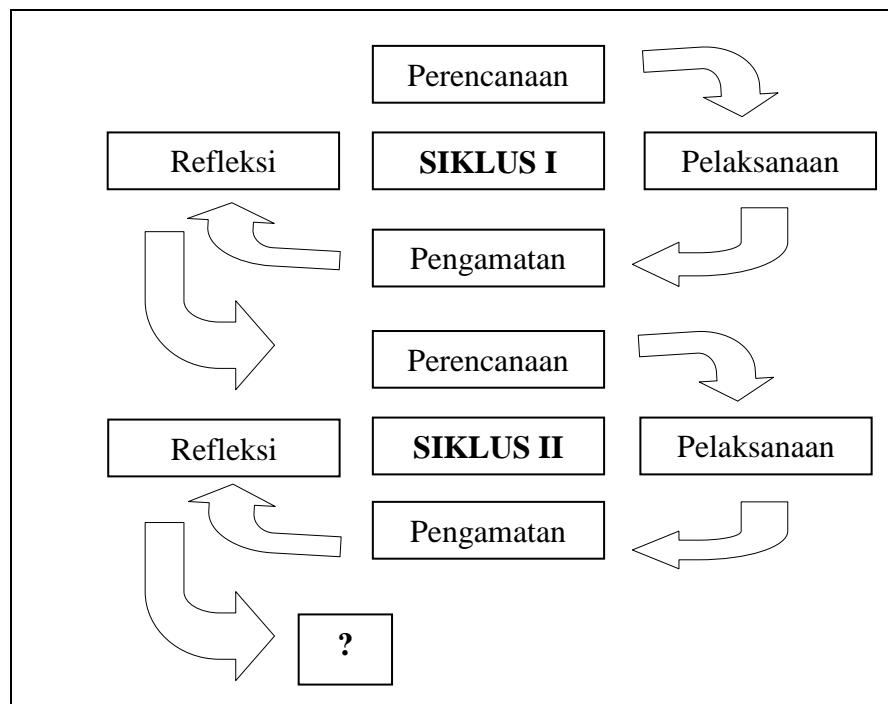 Perencanaan
Refleksi
SIKLUS I
Pelaksanaan
Pengamatan
Perencanaan
Refleksi
SIKLUS II
Pelaksanaan
Pengamatan
?